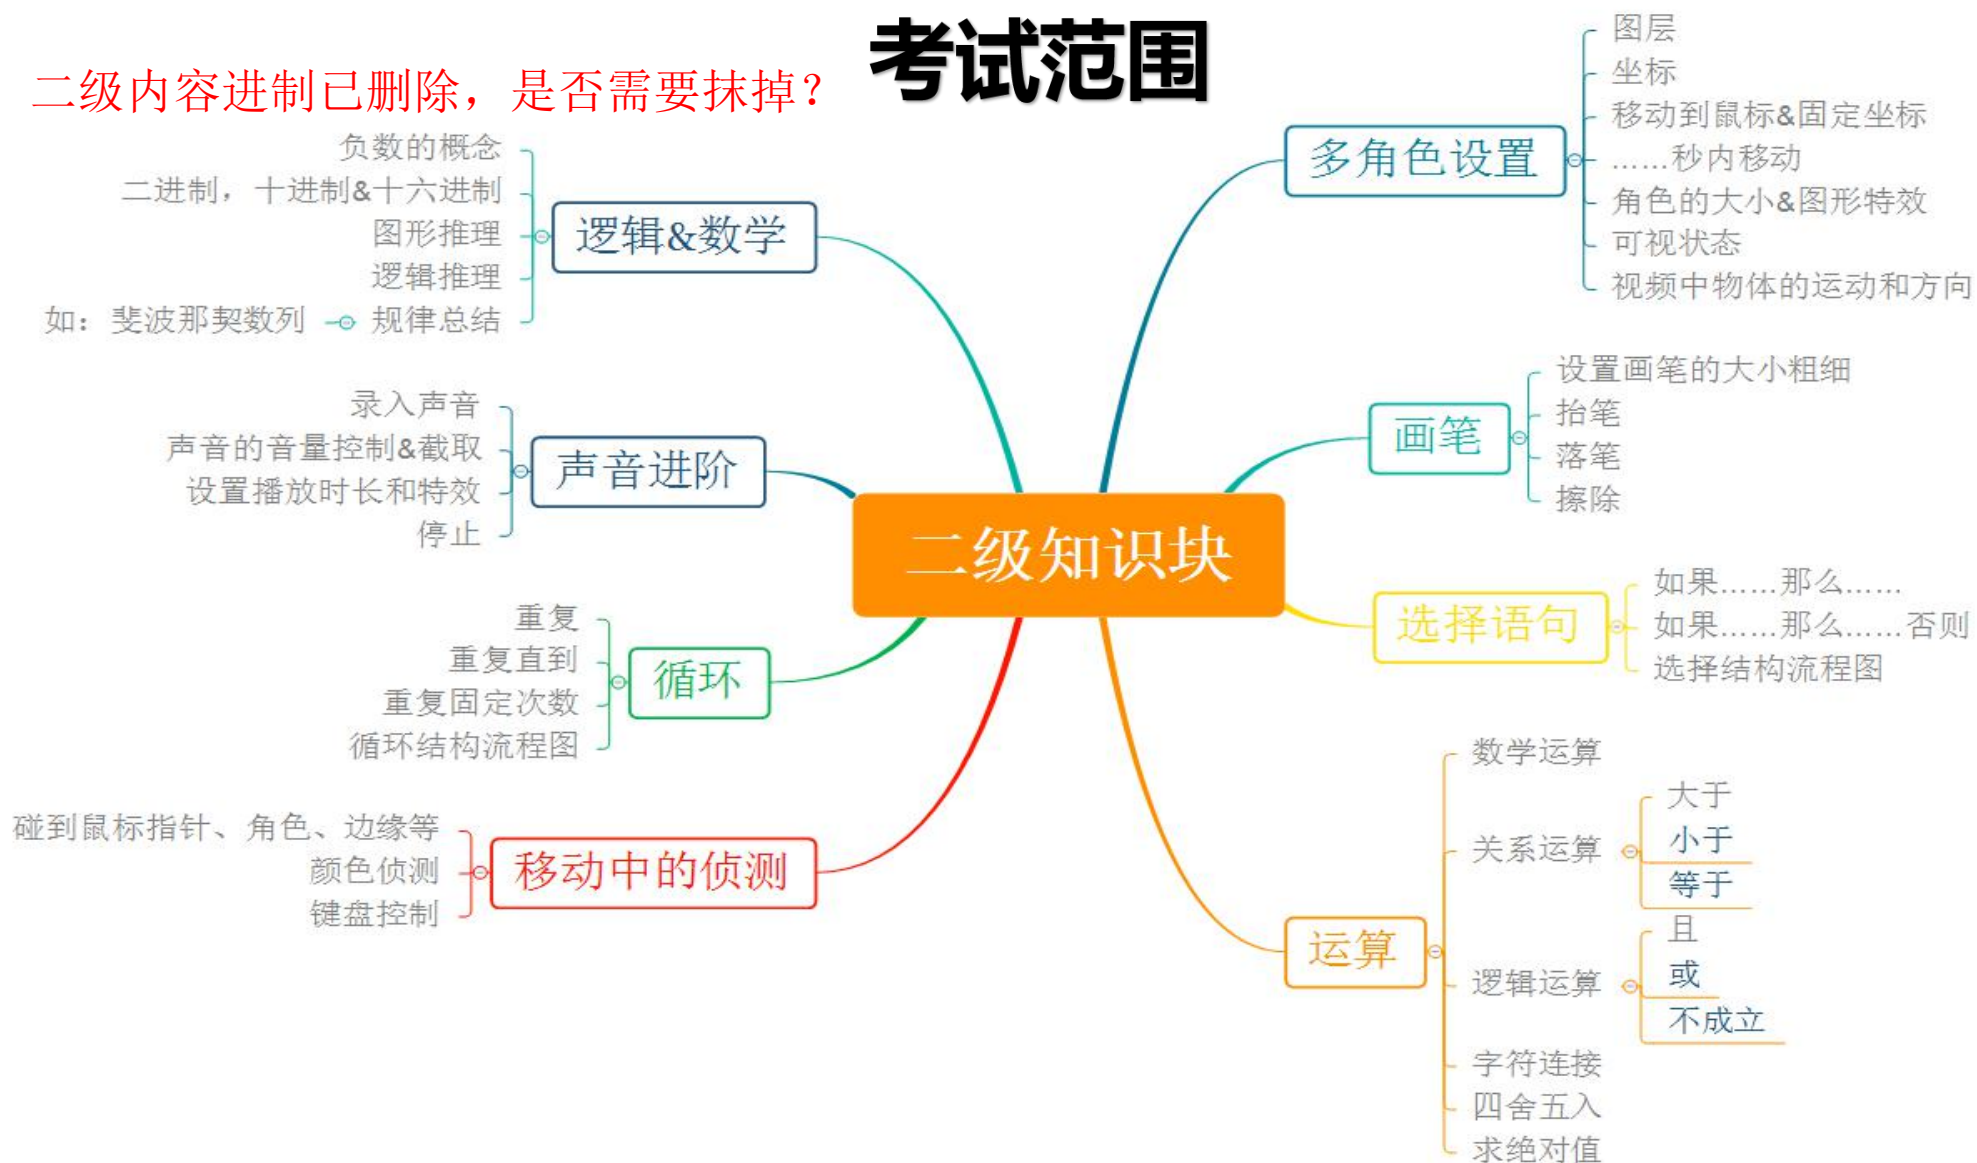 考试范围
二级内容进制已删除，是否需要抹掉？
二级知识块
逻辑&数学
负数的概念
二进制，十进制&十六进制
图形推理
逻辑推理
规律总结
如：斐波那契数列
声音进阶
录入声音
声音的音量控制&截取
设置播放时长和特效
停止
循环
重复
重复直到
重复固定次数
循环结构流程图
移动中的侦测
碰到鼠标指针、角色、边缘等
颜色侦测
键盘控制
多角色设置
图层
坐标
移动到鼠标&固定坐标
……秒内移动
角色的大小&图形特效
可视状态
视频中物体的运动和方向
画笔
设置画笔的大小粗细
抬笔
落笔
擦除
选择语句
如果……那么……
如果……那么……否则
选择结构流程图
运算
数学运算
关系运算
大于
小于
等于
逻辑运算
且
或
不成立
字符连接
四舍五入
求绝对值